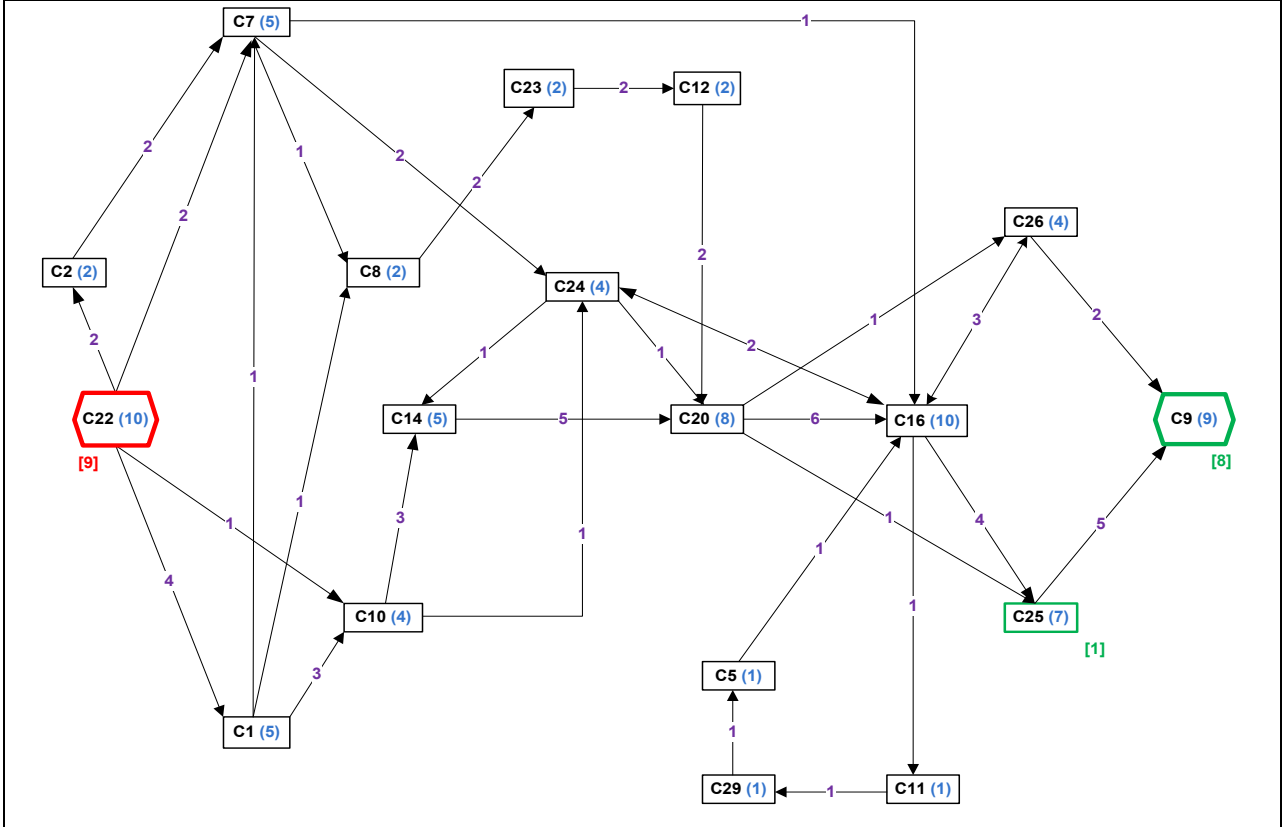 C7 (5)
1
C23 (2)
2
C12 (2)
2
1
2
2
2
C26 (4)
C2 (2)
C8 (2)
2
C24 (4)
2
1
3
2
2
1
1
2
1
C22 (10)
C14 (5)
5
C20 (8)
6
C16 (10)
C9 (9)
[9]
[8]
1
1
3
1
4
5
1
1
4
1
C10 (4)
C25 (7)
[1]
3
C5 (1)
C1 (5)
1
C29 (1)
1
C11 (1)